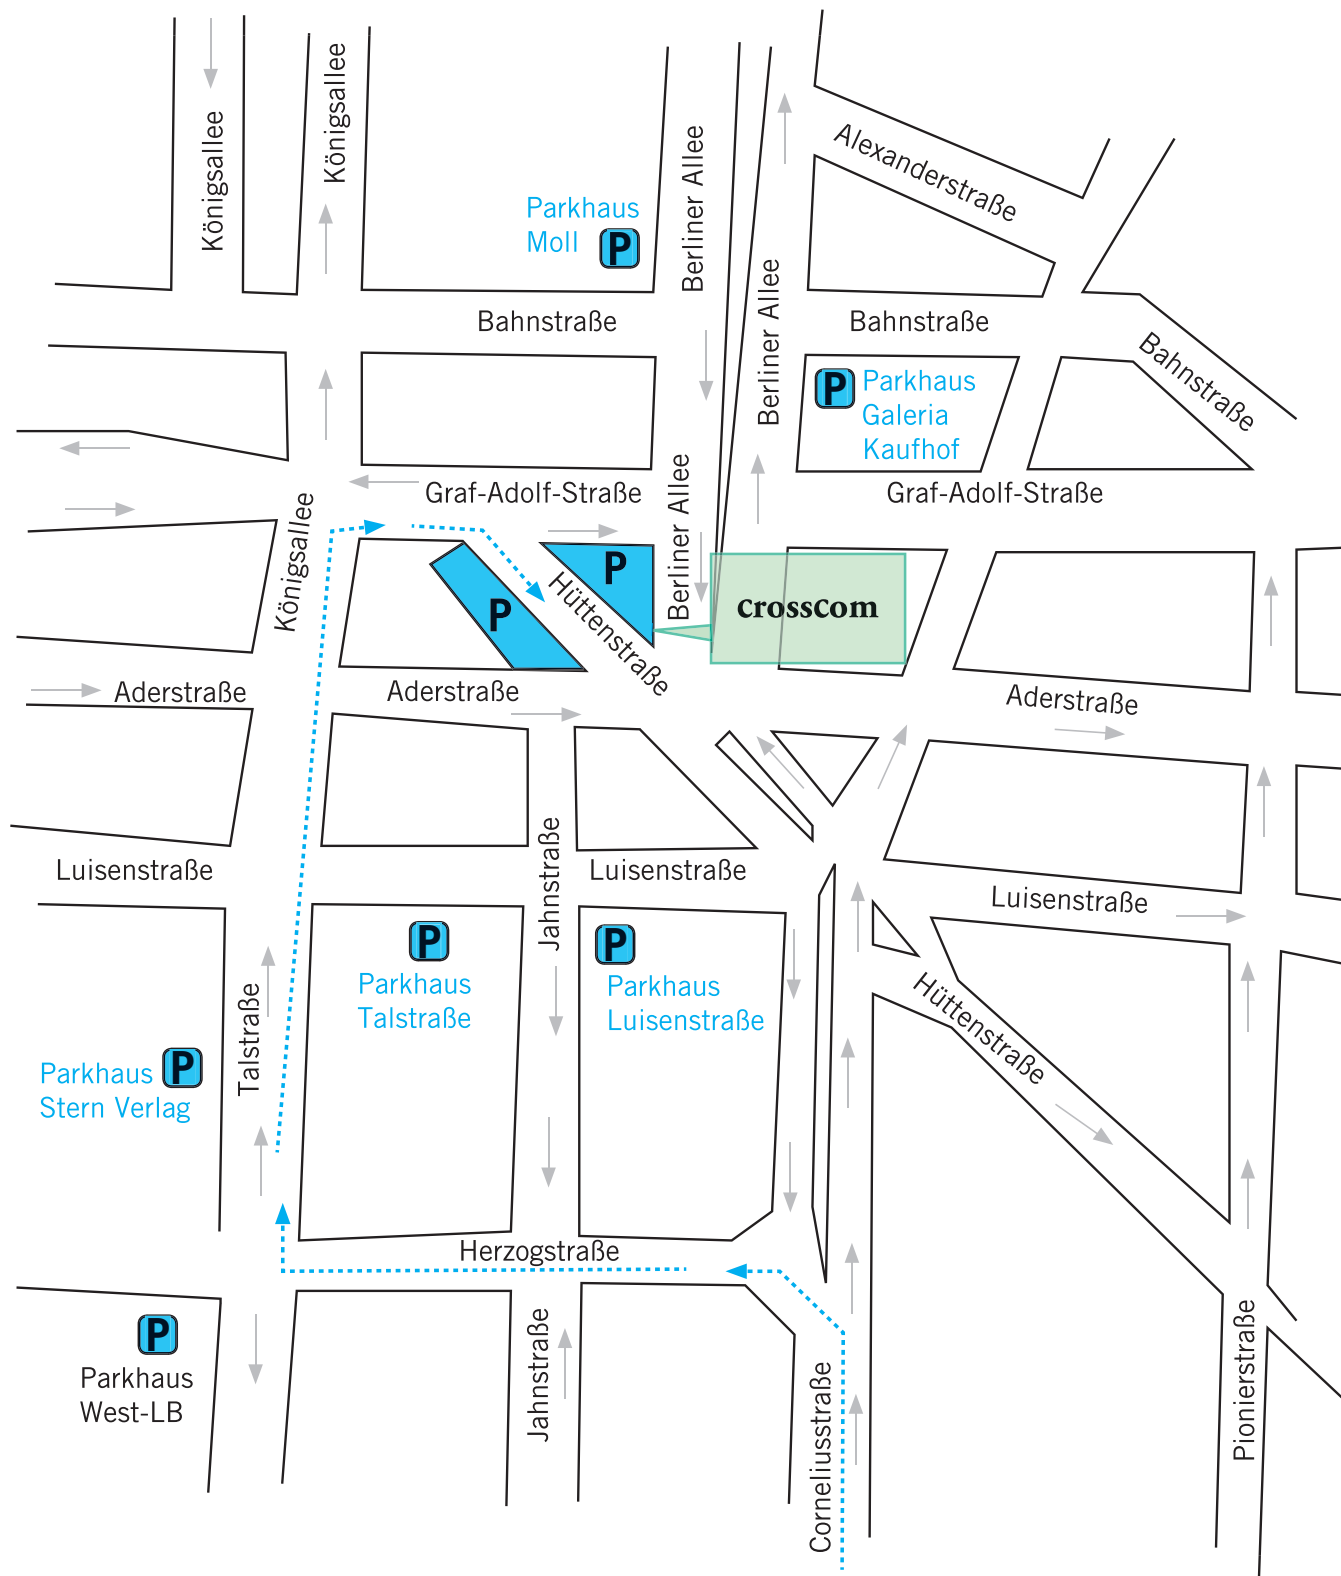 Königsallee
Königsallee
Berliner Allee
Alexanderstraße
Parkhaus
Moll P
Berliner Allee
Bahnstraße
Bahnstraße
Bahnstraße
P Parkhaus
Galeria
Kaufhof
Graf-Adolf-Straße
Graf-Adolf-Straße
Berliner Allee
Königsallee
P
P
Hüttenstraße
crosscom
Aderstraße
Aderstraße
Aderstraße
Luisenstraße
Jahnstraße
Luisenstraße
Luisenstraße
P
Parkhaus
Talstraße
P
Parkhaus
Luisenstraße
Hüttenstraße
Talstraße
Parkhaus P
Stern Verlag
Herzogstraße
P
Parkhaus
West-LB
Jahnstraße
Corneliusstraße
Pionierstraße